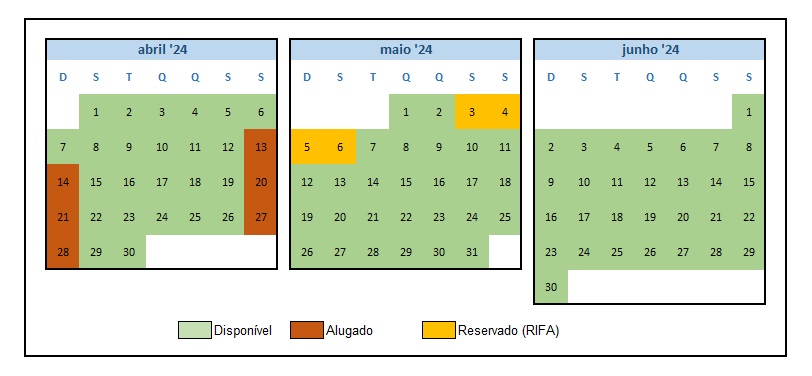 abril '24
D S T Q Q S S
1 2 3 4 5 6
7 8 9 10 11 12 13
14 15 16 17 18 19 20
21 22 23 24 25 26 27
28 29 30
maio '24
D S T Q Q S S
1 2 3 4
5 6 7 8 9 10 11
12 13 14 15 16 17 18
19 20 21 22 23 24 25
26 27 28 29 30 31
junho '24
D S T Q Q S S
1
2 3 4 5 6 7 8
9 10 11 12 13 14 15
16 17 18 19 20 21 22
23 24 25 26 27 28 29
30
Disponível Alugado Reservado (RIFA)